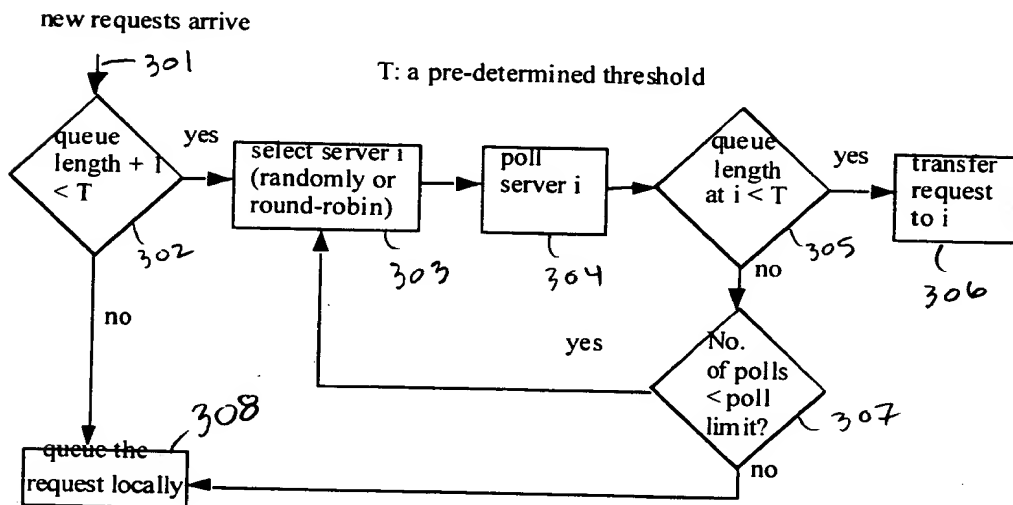 new requests arrive
301
T: a pre-determined threshold
queue
length + 1
< T
yes
302
no
select server i
(randomly or
round-robin)
303
poll
server i
304
queue
length
at i < T
yes
305
no
transfer
request
to i
306
No.
of polls
< poll
limit?
yes
307
no
308
queue the
request locally